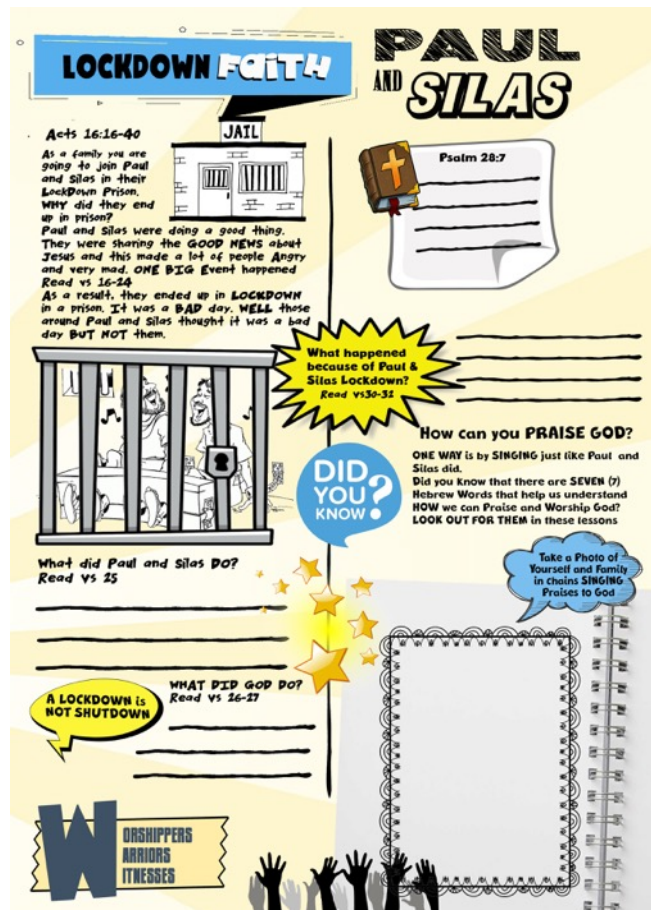 LOCKDOWN FAITH
PAUL
AND SILAS
Acts 16:16-40
JAIL
As a family you are
going to join Paul
and Silas in their
LockDown Prison.
WHY did they end
up in prison?
Paul and Silas were doing a good thing.
They were sharing the GOOD NEWS about
Jesus and this made a lot of people Angry
and very mad. ONE BIG Event happened
Read vs 16-24
As a result, they ended up in LOCKDOWN
in a prison. It was a BAD day. WELL those
around Paul and Silas thought it was a bad
day BUT NOT them.
What did Paul and Silas DO?
Read vs 25
A LOCKDOWN is
NOT SHUTDOWN
WHAT DID GOD DO?
Read vs 26-27
WORSHIPPERS
WARRIORS
WITNESSES
Psalm 28:7
What happened
because of Paul &
Silas Lockdown?
Read vs30-32
How can you PRAISE GOD?
DID
YOU
KNOW ?
ONE WAY is by SINGING just like Paul and
Silas did.
Did you know that there are SEVEN (7)
Hebrew Words that help us understand
HOW we can Praise and Worship God?
LOOK OUT FOR THEM in these lessons
Take a Photo of
Yourself and Family
in chains SINGING
Praises to God